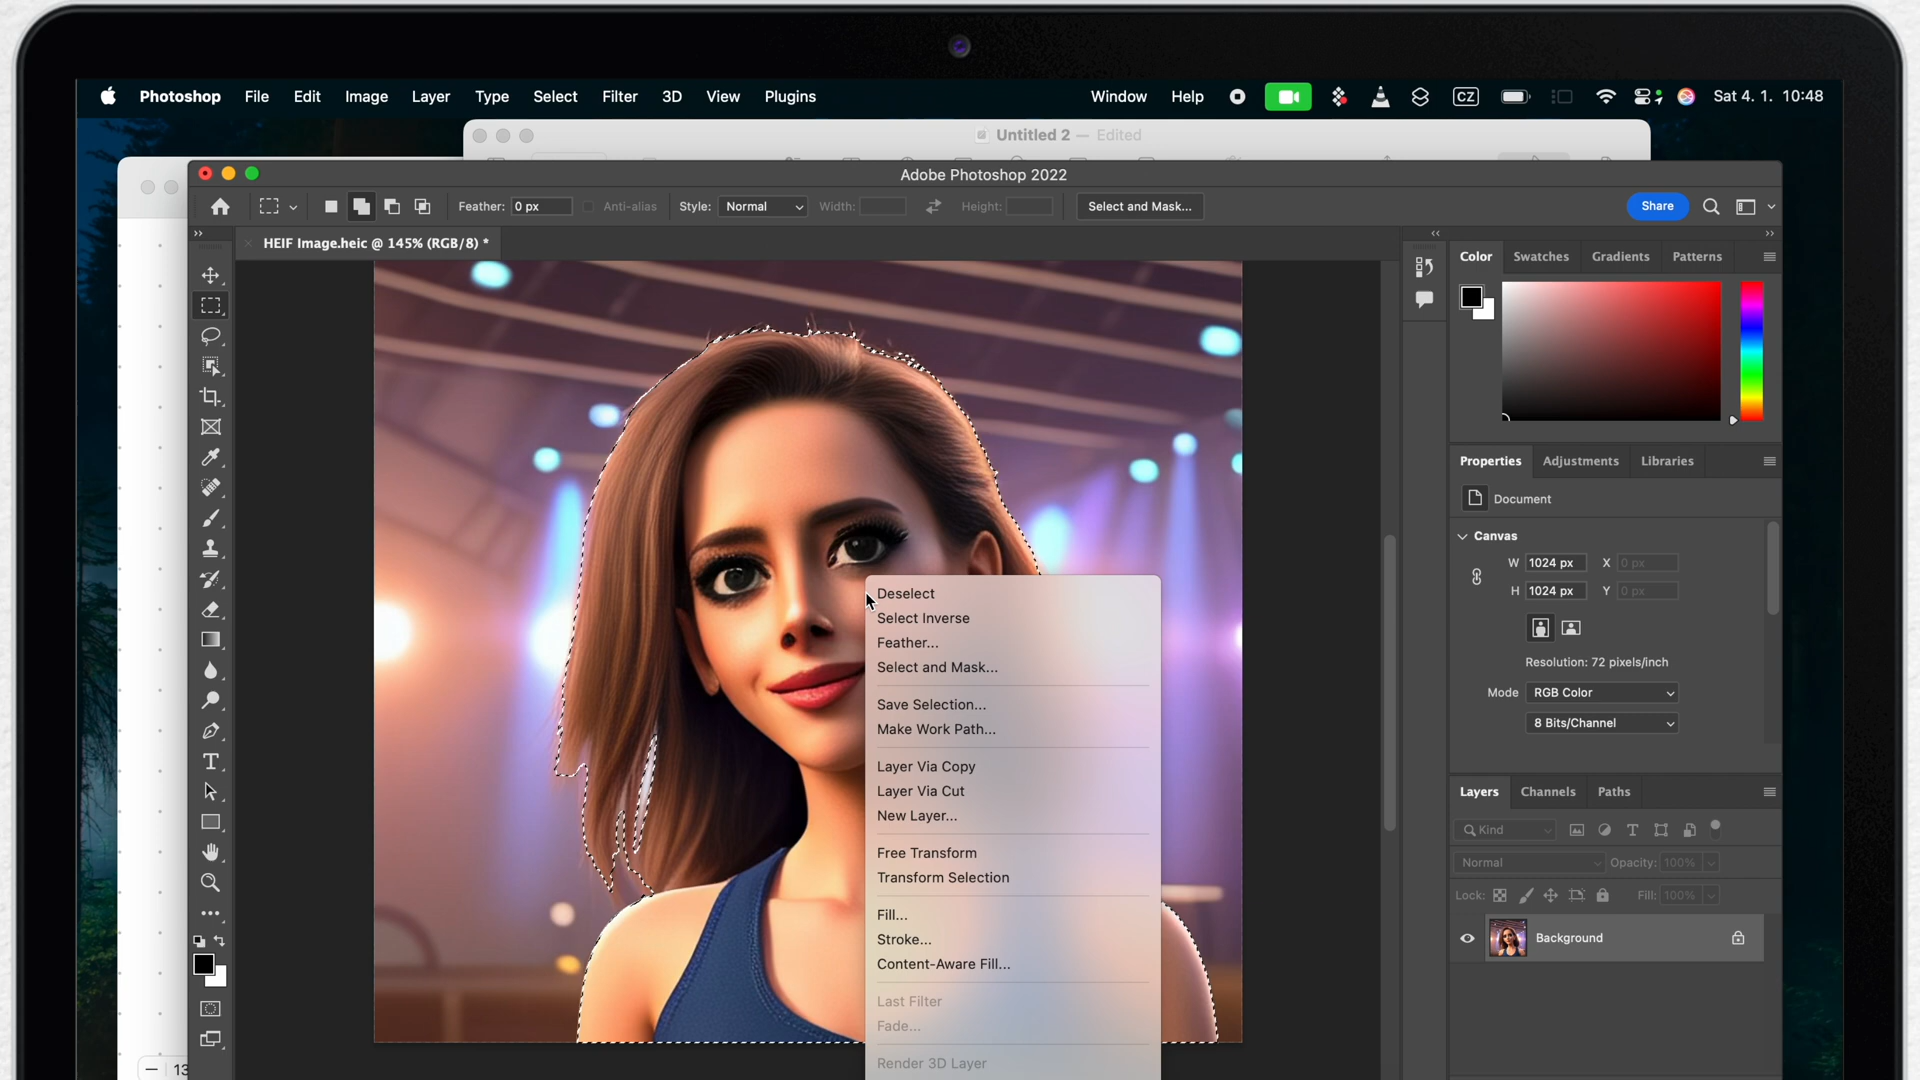 Photoshop File Edit Image Layer Type Select Filter 3D View Plugins Window Help CZ Sat 4. 1. 10:48
Untitled 2 — Edited
Adobe Photoshop 2022
Feather: 0 px Anti-alias Style: Normal Width: Height: Select and Mask... Share
HEIF Image.heic @ 145% (RGB/8) *
Color Swatches Gradients Patterns
Properties Adjustments Libraries
Document
Canvas
W 1024 px X 0 px
H 1024 px Y 0 px
Resolution: 72 pixels/inch
Mode RGB Color
8 Bits/Channel
Layers Channels Paths
Kind
Normal Opacity: 100%
Lock: Fill: 100%
Background
Deselect
Select Inverse
Feather...
Select and Mask...
Save Selection...
Make Work Path...
Layer Via Copy
Layer Via Cut
New Layer...
Free Transform
Transform Selection
Fill...
Stroke...
Content-Aware Fill...
Last Filter
Fade...
Render 3D Layer